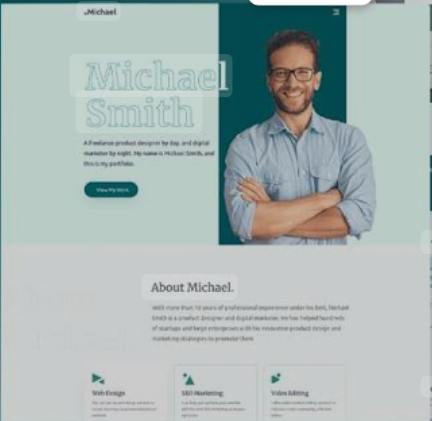 .Michael
Michael
Smith
A freelance product designer by day, and digital
marketer by night. My name is Michael Smith, and
this is my portfolio.
View My Work
About Michael.
With more than 10 years of professional experience under his belt, Michael
Smith is a product designer and digital marketer. He has helped hundreds
of startups and large enterprises with his innovative product design and
marketing strategies to promote them.
Web Design
SEO Marketing
Video Editing